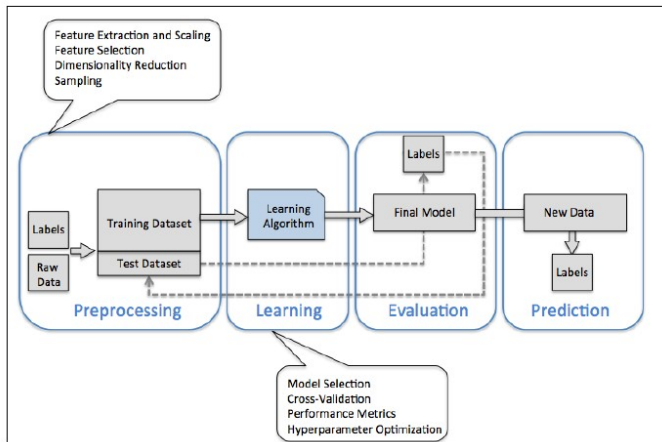 Feature Extraction and Scaling
Feature Selection
Dimensionality Reduction
Sampling
Labels
Raw
Data
Training Dataset
Test Dataset
Preprocessing
Learning
Algorithm
Learning
Labels
Final Model
Evaluation
New Data
Labels
Prediction
Model Selection
Cross-Validation
Performance Metrics
Hyperparameter Optimization